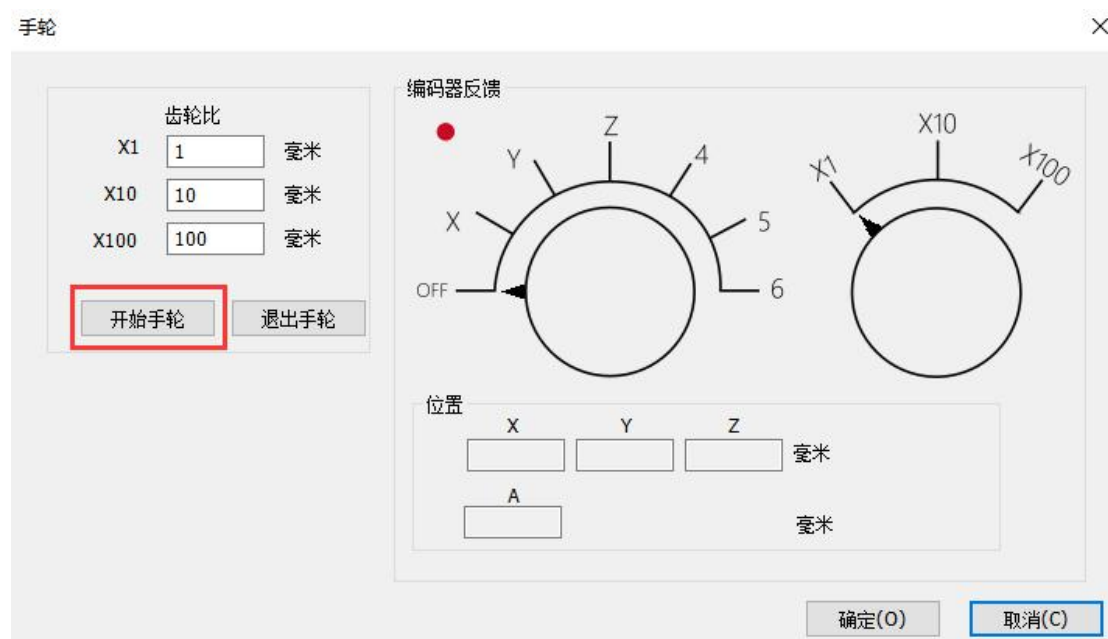 手轮
齿轮比
X1 1 毫米
X10 10 毫米
X100 100 毫米
开始手轮 退出手轮
编码器反馈
OFF X Y Z 4 5 6
X1 X10 X100
位置
X Y Z
毫米
A
毫米
确定(O) 取消(C)